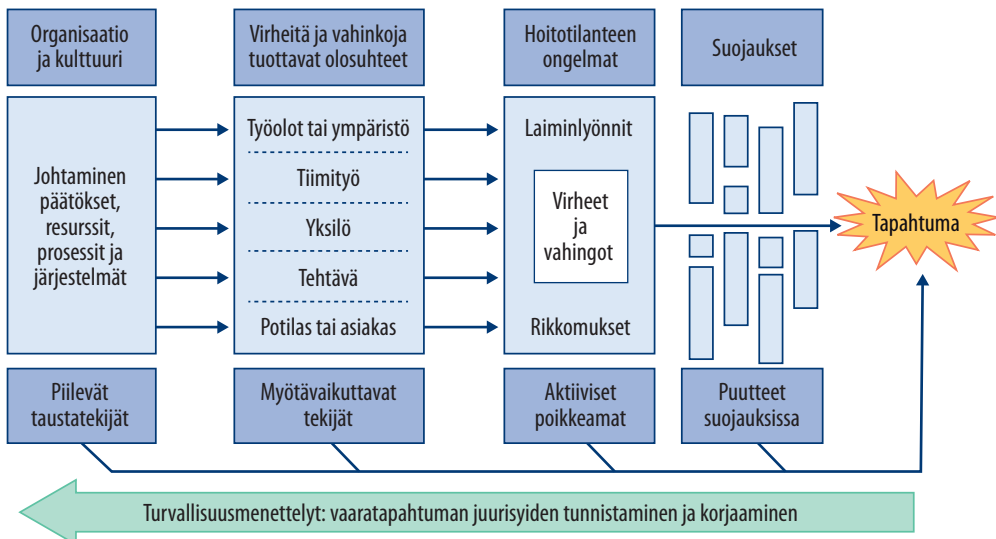 Organisaatio
ja kulttuuri
Virheitä ja vahinkoja
tuottavat olosuhteet
Hoitotilanteen
ongelmat
Suojaukset
Johtaminen
päätökset,
resurssit,
prosessit ja
järjestelmät
Työolot tai ympäristö
Tiimityö
Yksilö
Tehtävä
Potilas tai asiakas
Laiminlyönnit
Virheet
ja
vahingot
Rikkomukset
Tapahtuma
Piilevät
taustatekijät
Myötävaikuttavat
tekijät
Aktiiviset
poikkeamat
Puutteet
suojauksissa
Turvallisuusmenettelyt: vaaratapahtuman juurisyiden tunnistaminen ja korjaaminen